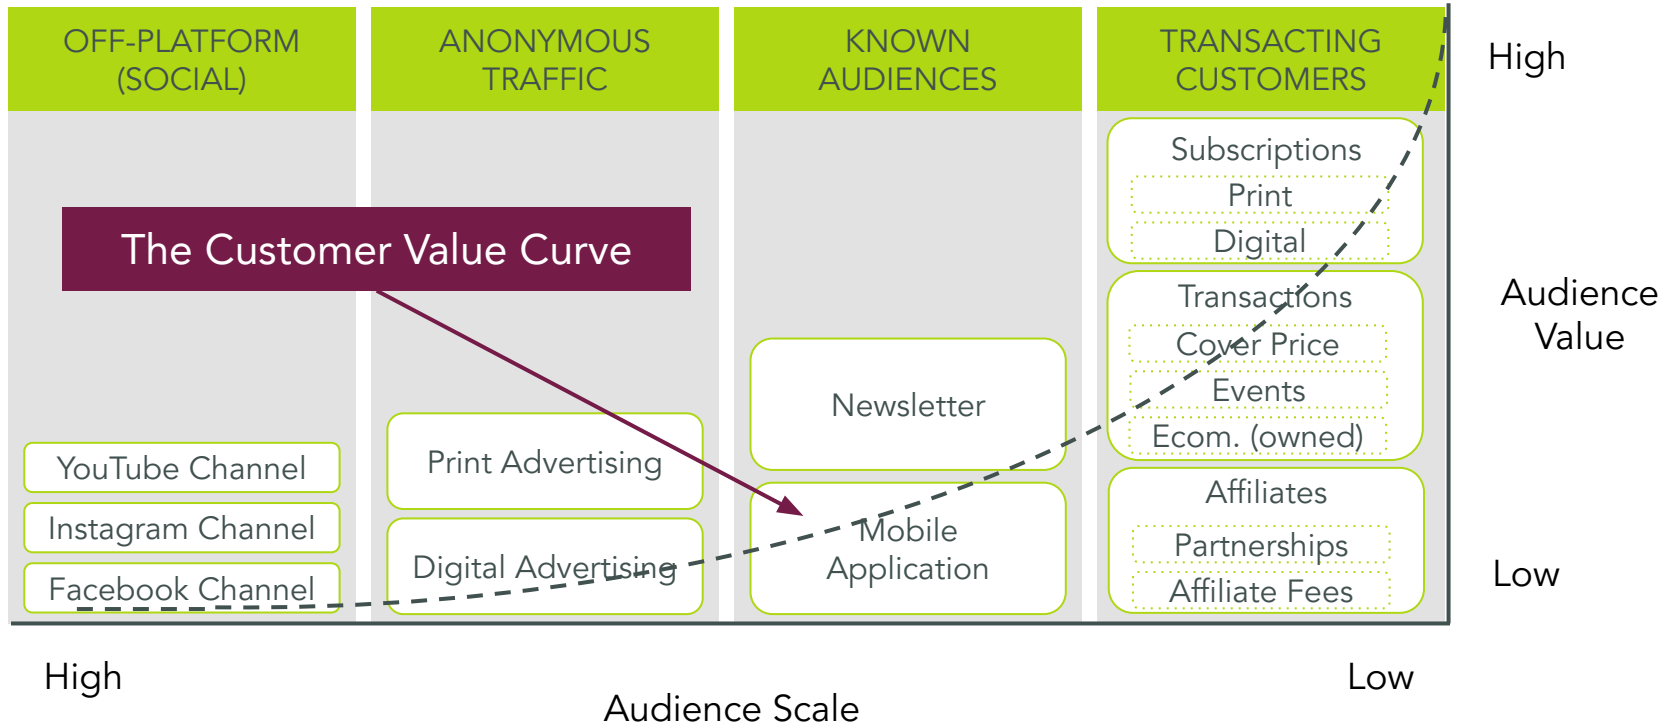 OFF-PLATFORM
(SOCIAL)
ANONYMOUS
TRAFFIC
KNOWN
AUDIENCES
TRANSACTING
CUSTOMERS
High
The Customer Value Curve
YouTube Channel
Instagram Channel
Facebook Channel
Print Advertising
Digital Advertising
Newsletter
Mobile
Application
Subscriptions
Print
Digital
Transactions
Cover Price
Events
Ecom. (owned)
Affiliates
Partnerships
Affiliate Fees
Audience
Value
Low
High
Low
Audience Scale